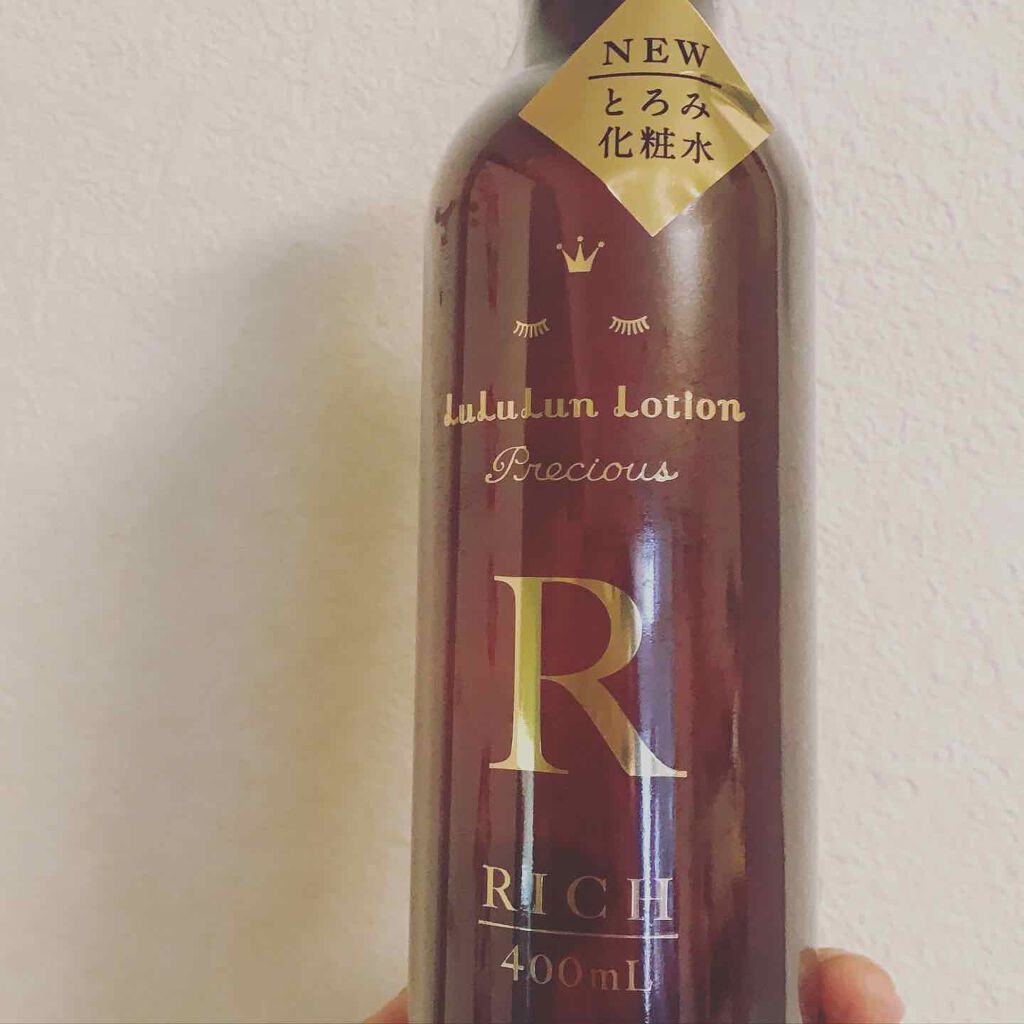 NEW
とろみ
化粧水
LuLuLun Lotion
Precious
R
RICH
400mL